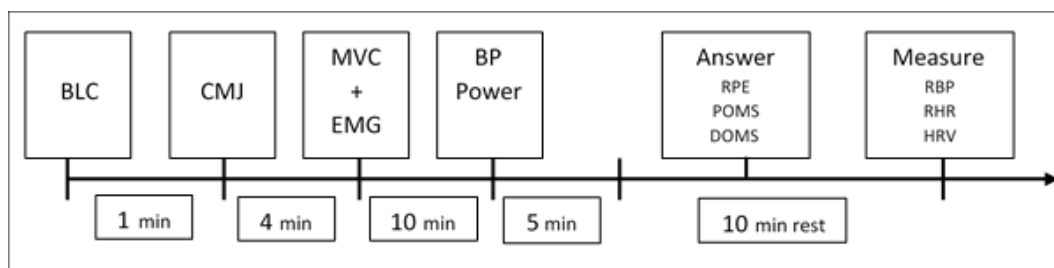 BLC
CMJ
MVC
+
EMG
BP
Power
Answer
RPE
POMS
DOMS
Measure
RBP
RHR
HRV
1 min
4 min
10 min
5 min
10 min rest